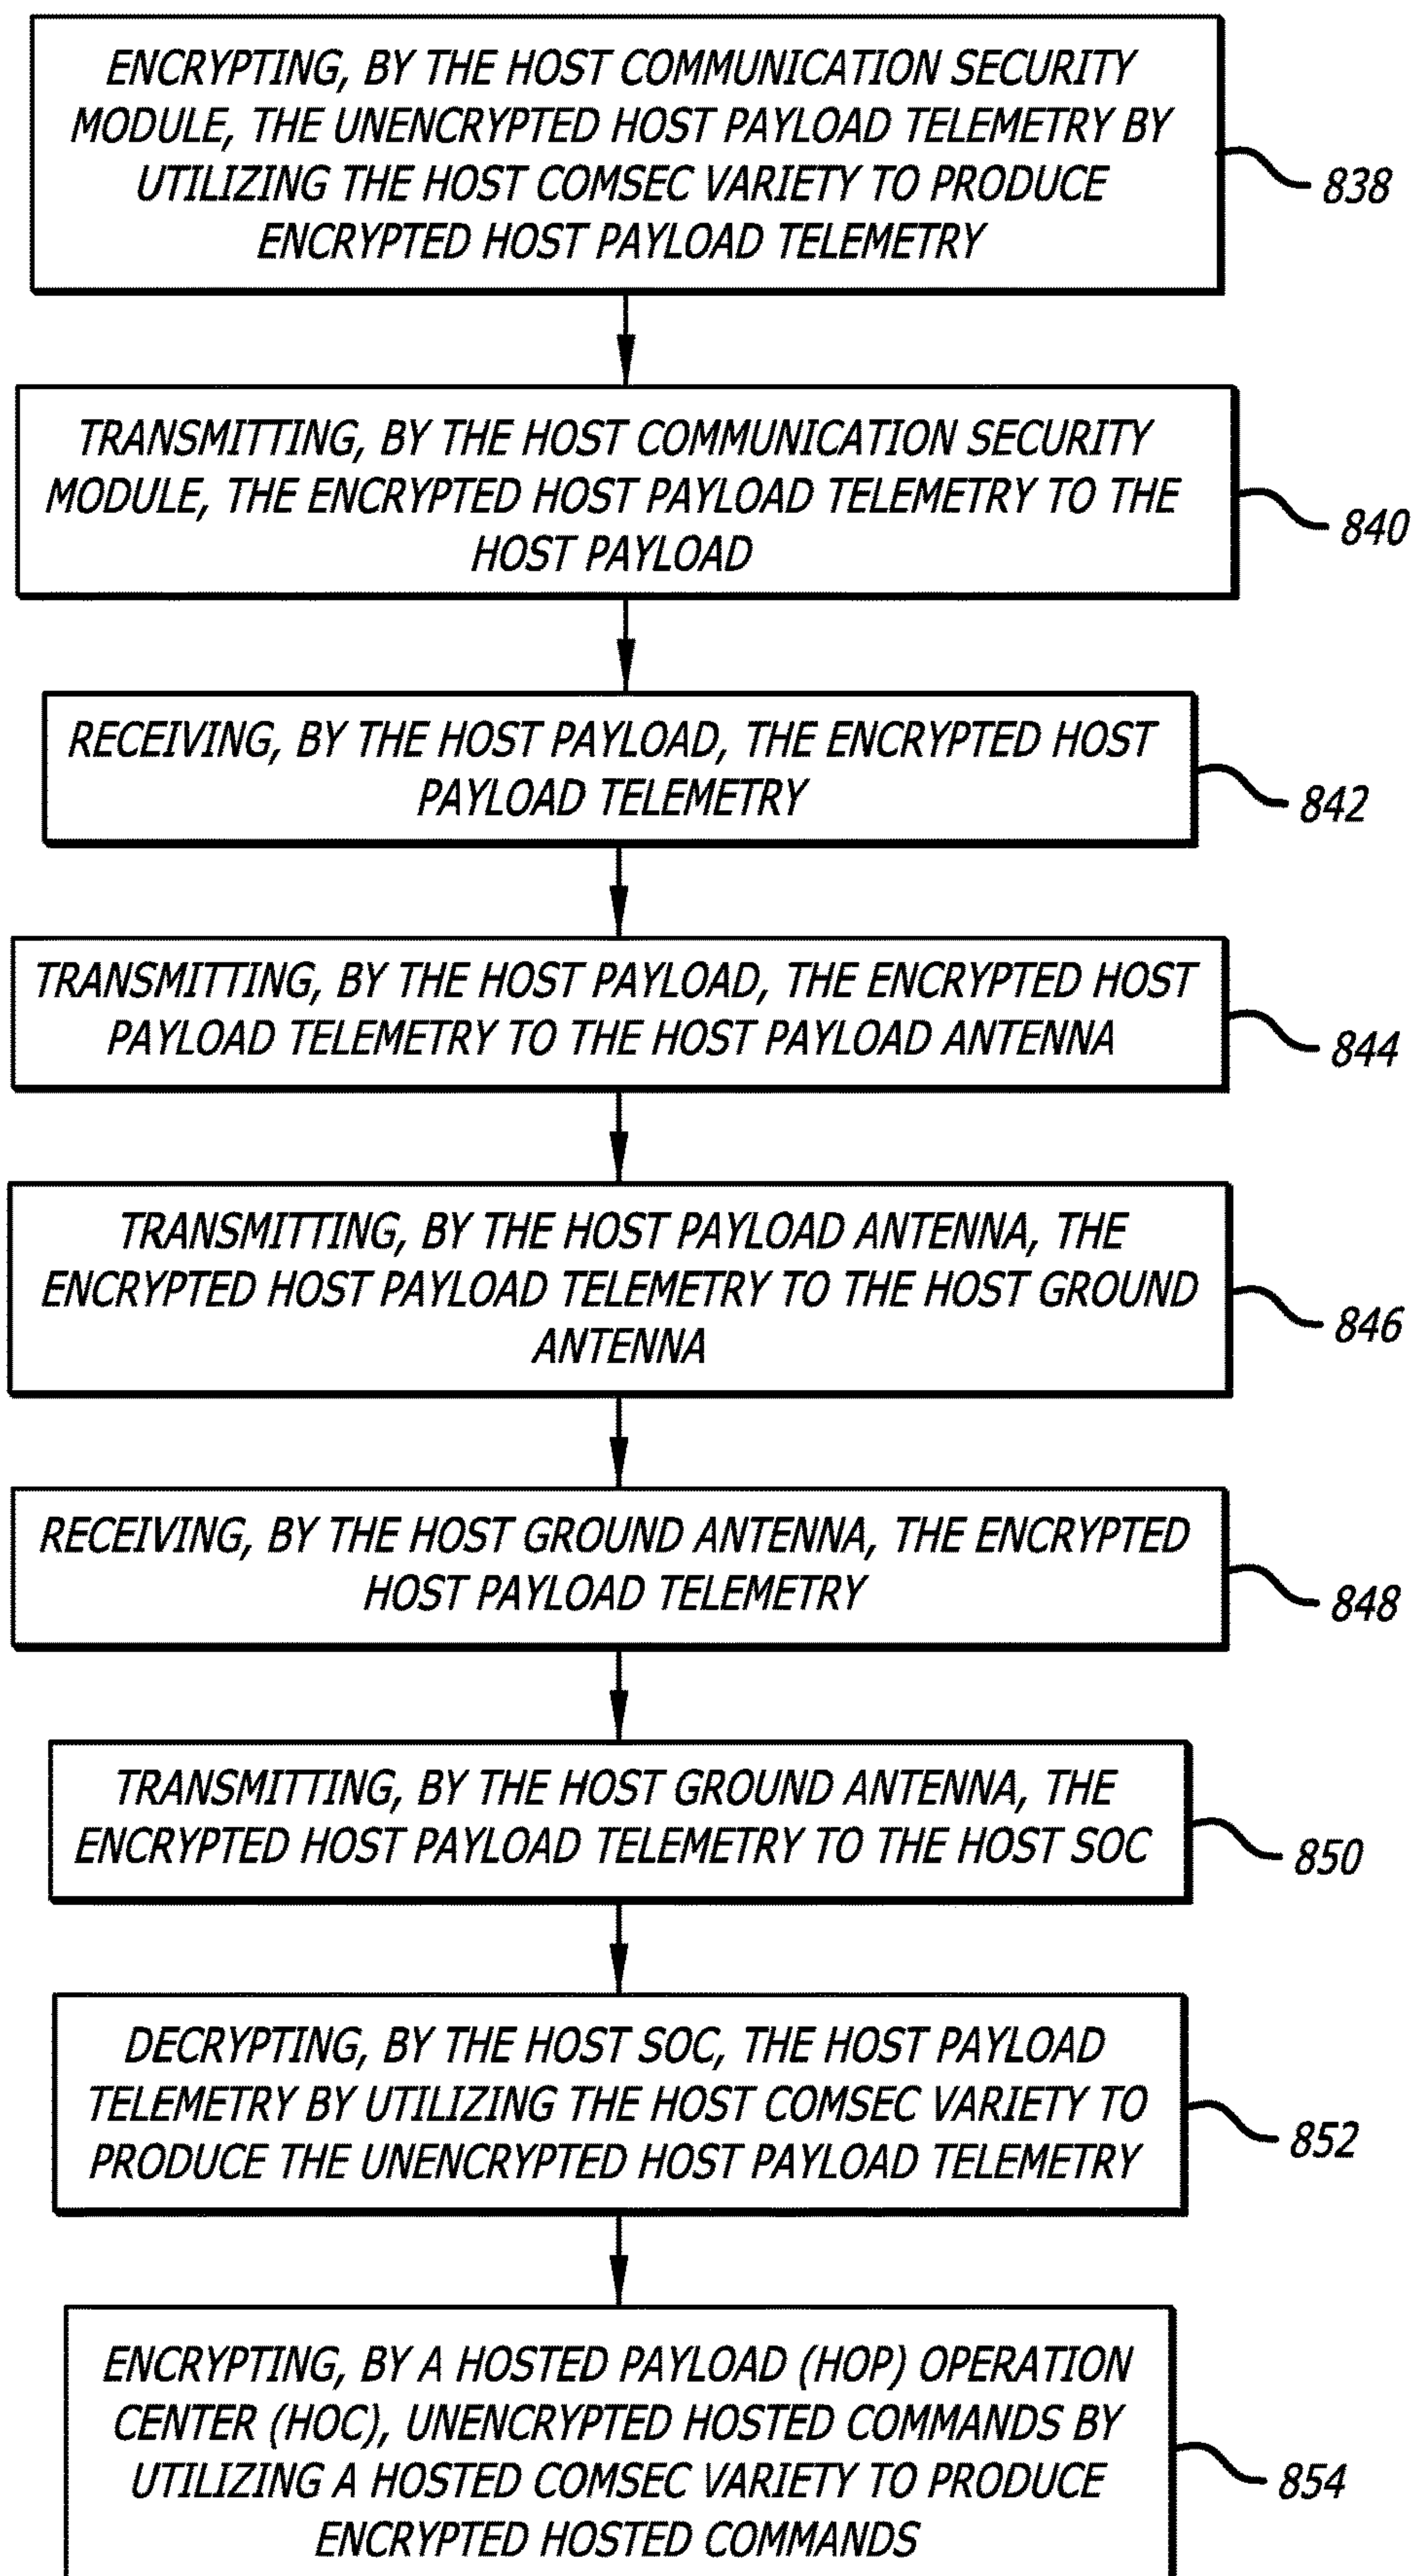 ENCRYPTING, BY THE HOST COMMUNICATION SECURITY
MODULE, THE UNENCRYPTED HOST PAYLOAD TELEMETRY BY
UTILIZING THE HOST COMSEC VARIETY TO PRODUCE
ENCRYPTED HOST PAYLOAD TELEMETRY
838
TRANSMITTING, BY THE HOST COMMUNICATION SECURITY
MODULE, THE ENCRYPTED HOST PAYLOAD TELEMETRY TO THE
HOST PAYLOAD
840
RECEIVING, BY THE HOST PAYLOAD, THE ENCRYPTED HOST
PAYLOAD TELEMETRY
842
TRANSMITTING, BY THE HOST PAYLOAD, THE ENCRYPTED HOST
PAYLOAD TELEMETRY TO THE HOST PAYLOAD ANTENNA
844
TRANSMITTING, BY THE HOST PAYLOAD ANTENNA, THE
ENCRYPTED HOST PAYLOAD TELEMETRY TO THE HOST GROUND
ANTENNA
846
RECEIVING, BY THE HOST GROUND ANTENNA, THE ENCRYPTED
HOST PAYLOAD TELEMETRY
848
TRANSMITTING, BY THE HOST GROUND ANTENNA, THE
ENCRYPTED HOST PAYLOAD TELEMETRY TO THE HOST SOC
850
DECRYPTING, BY THE HOST SOC, THE HOST PAYLOAD
TELEMETRY BY UTILIZING THE HOST COMSEC VARIETY TO
PRODUCE THE UNENCRYPTED HOST PAYLOAD TELEMETRY
852
ENCRYPTING, BY A HOSTED PAYLOAD (HOP) OPERATION
CENTER (HOC), UNENCRYPTED HOSTED COMMANDS BY
UTILIZING A HOSTED COMSEC VARIETY TO PRODUCE
ENCRYPTED HOSTED COMMANDS
854